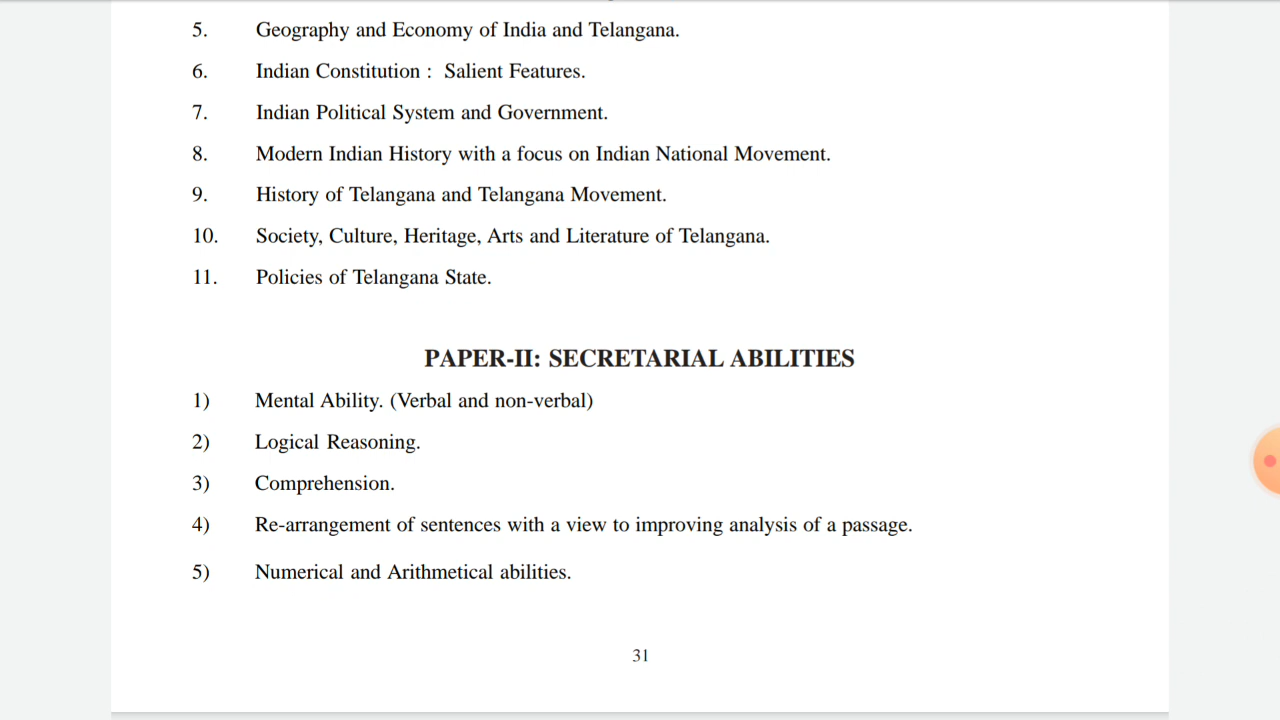 5. Geography and Economy of India and Telangana.
6. Indian Constitution : Salient Features.
7. Indian Political System and Government.
8. Modern Indian History with a focus on Indian National Movement.
9. History of Telangana and Telangana Movement.
10. Society, Culture, Heritage, Arts and Literature of Telangana.
11. Policies of Telangana State.
PAPER-II: SECRETARIAL ABILITIES
1) Mental Ability. (Verbal and non-verbal)
2) Logical Reasoning.
3) Comprehension.
4) Re-arrangement of sentences with a view to improving analysis of a passage.
5) Numerical and Arithmetical abilities.
31